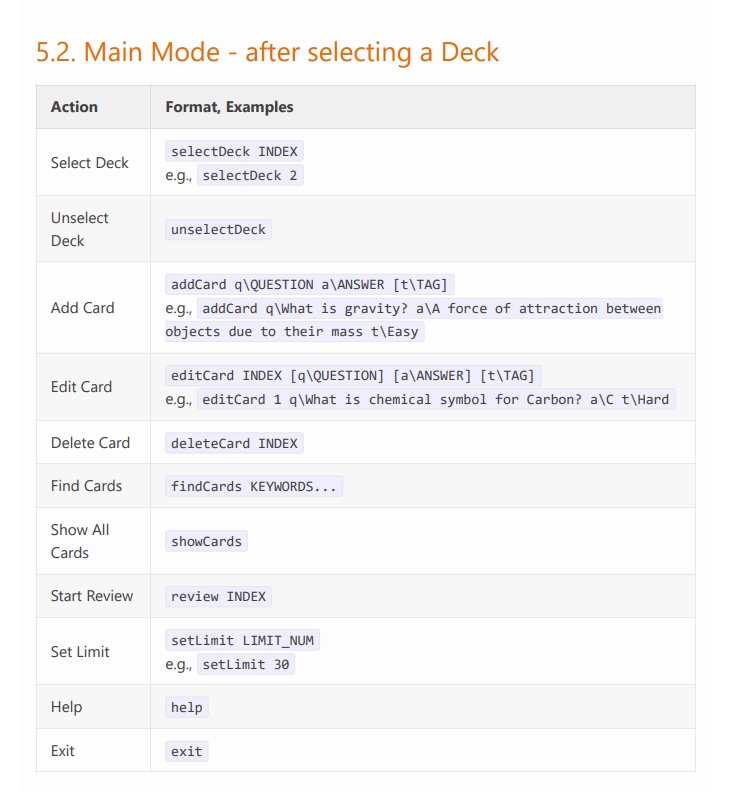 5.2. Main Mode - after selecting a Deck
Action Format, Examples
Select Deck selectDeck INDEX
e.g., selectDeck 2
Unselect
Deck unselectDeck
Add Card addCard q\QUESTION a\ANSWER [t\TAG]
e.g., addCard q\What is gravity? a\A force of attraction between
objects due to their mass t\Easy
Edit Card editCard INDEX [q\QUESTION] [a\ANSWER] [t\TAG]
e.g., editCard 1 q\What is chemical symbol for Carbon? a\C t\Hard
Delete Card deleteCard INDEX
Find Cards findCards KEYWORDS...
Show All
Cards showCards
Start Review review INDEX
Set Limit setLimit LIMIT_NUM
e.g., setLimit 30
Help help
Exit exit